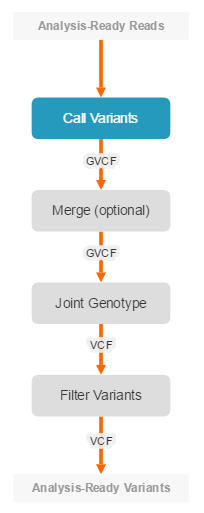 Analysis-Ready Reads
Call Variants
GVCF
Merge (optional)
GVCF
Joint Genotype
VCF
Filter Variants
VCF
Analysis-Ready Variants